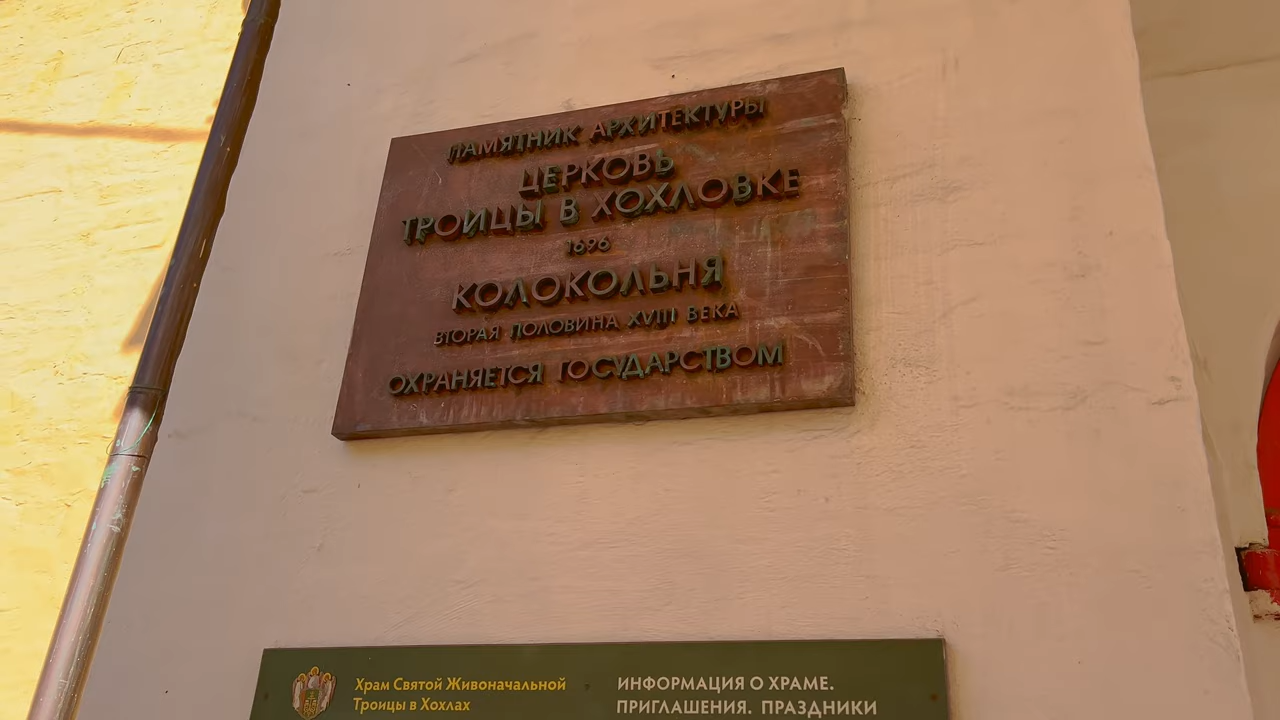 ПАМЯТНИК АРХИТЕКТУРЫ
ЦЕРКОВЬ
ТРОИЦЫ В ХОХЛОВКЕ
1696
КОЛОКОЛЬНЯ
ВТОРАЯ ПОЛОВИНА XVIII ВЕКА
ОХРАНЯЕТСЯ ГОСУДАРСТВОМ
Храм Святой Живоначальной
Троицы в Хохлах
ИНФОРМАЦИЯ О ХРАМЕ.
ПРИГЛАШЕНИЯ. ПРАЗДНИКИ